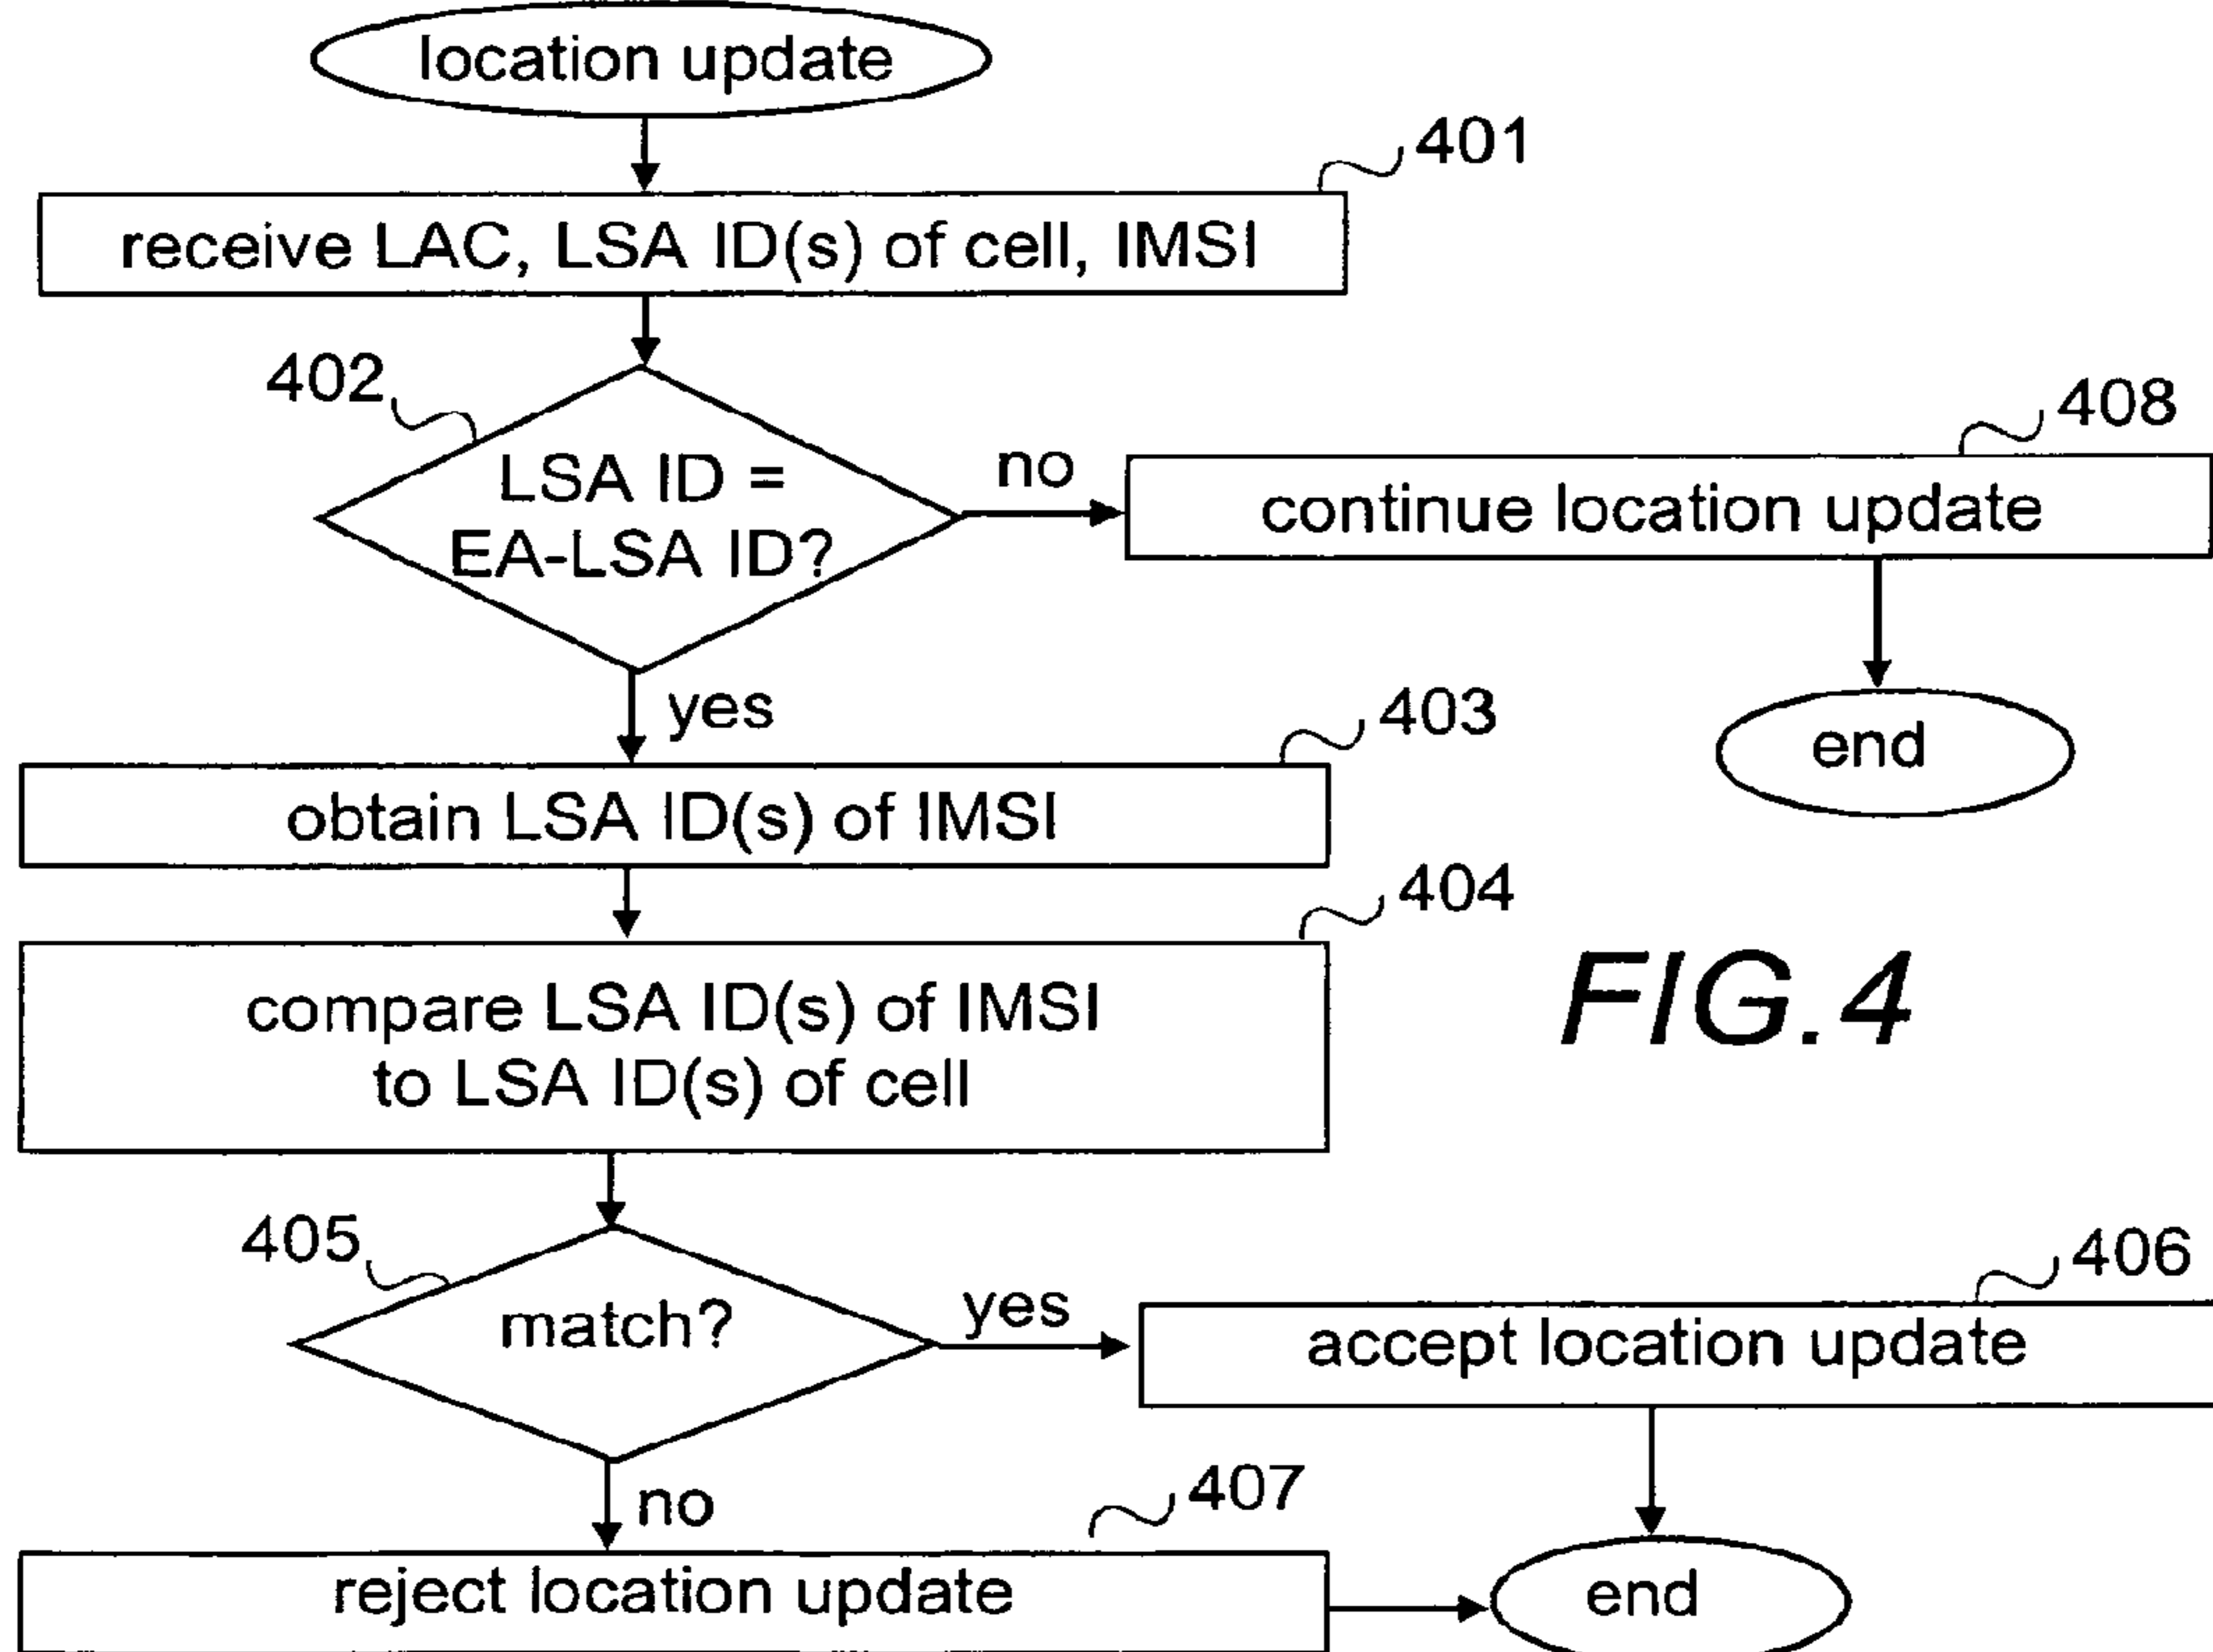 location update
401
receive LAC, LSA ID(s) of cell, IMSI
402
LSA ID =
EA-LSA ID?
no
408
continue location update
end
yes
403
obtain LSA ID(s) of IMSI
404
compare LSA ID(s) of IMSI
to LSA ID(s) of cell
FIG.4
405
match?
yes
406
accept location update
no
407
reject location update
end